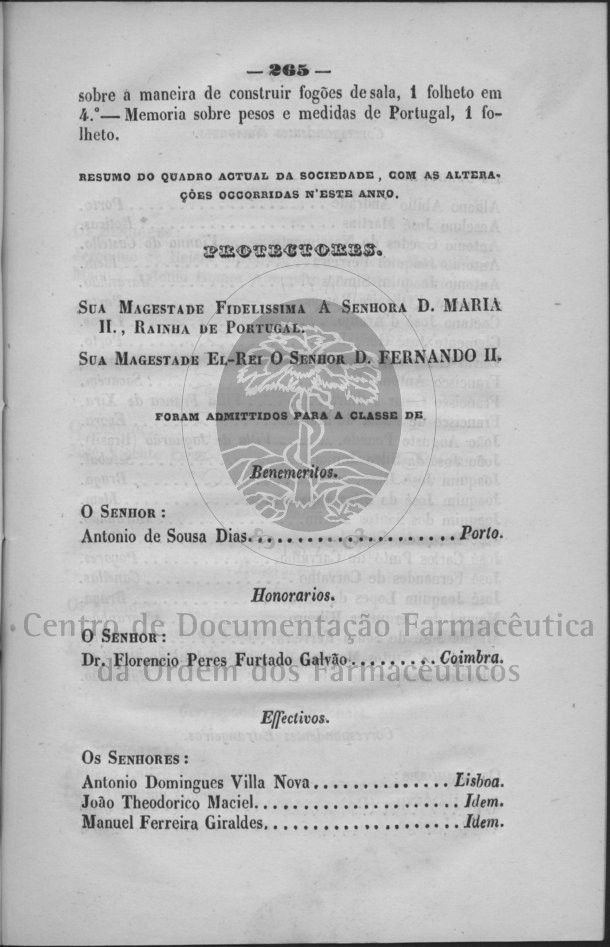 — 265 —
sobre a maneira de construir fogões de sala, 1 folheto em
4.º — Memoria sobre pesos e medidas de Portugal, 1 fo-
lheto.
RESUMO DO QUADRO ACTUAL DA SOCIEDADE, COM AS ALTERA-
ÇÕES OCCORRIDAS N'ESTE ANNO.
PROTECTORES.
SUA MAGESTADE FIDELISSIMA A SENHORA D. MARIA
II., RAINHA DE PORTUGAL.
SUA MAGESTADE EL-REI O SENHOR D. FERNANDO II.
FORAM ADMITTIDOS PARA A CLASSE DE
Benemeritos.
O SENHOR :
Antonio de Sousa Dias..................... Porto.
Honorarios.
Centro de Documentação Farmacêutica
O SENHOR :
Dr. Florencio Peres Furtado Galvão......... Coimbra.
da Ordem dos Farmacêuticos
Effectivos.
OS SENHORES :
Antonio Domingues Villa Nova.............. Lisboa.
João Theodorico Maciel..................... Idem.
Manuel Ferreira Giraldes.................... Idem.